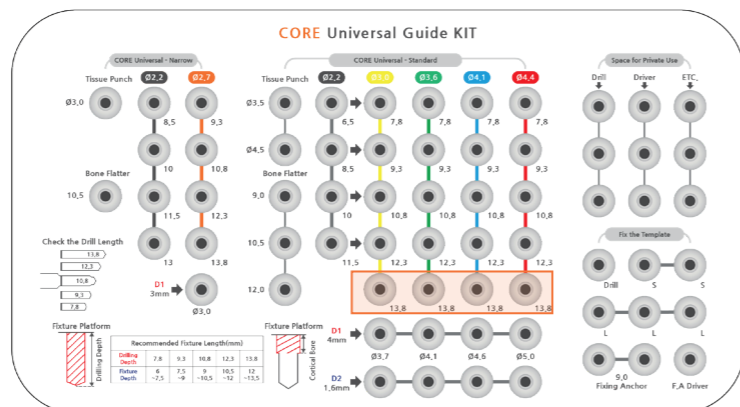 CORE Universal Guide KIT
CORE Universal - Narrow
CORE Universal - Standard
Space for Private Use
Tissue Punch Ø2,2 Ø2,7
Tissue Punch Ø2,2 Ø3,0 Ø3,6 Ø4,1 Ø4,4
Drill Driver ETC,
Ø3,0
Ø3,5
8,5 9,3
6,5 7,8 7,8 7,8 7,8
Ø4,5
10 10,8
8,5 9,3 9,3 9,3 9,3
Bone Flatter
Bone Flatter
10,5
9,0
11,5 12,3
10 10,8 10,8 10,8 10,8
Fix the Template
Check the Drill Length
13,8
12,3
10,8
9,3
7,8
10,5
13 13,8
11,5 12,3 12,3 12,3 12,3
Drill S S
D1
3mm
Ø3,0
12,0
13,8 13,8 13,8 13,8
L L L
Fixture Platform
Drilling Depth
Recommended Fixture Length(mm)
Drilling Depth 7,8 9,3 10,8 12,3 13,8
Fixture Depth 6 ~7,5 7,5 ~9 9 ~10,5 10,5 ~12 12 ~13,5
Fixture Platform
Cortical Bone
D1
4mm
Ø3,7 Ø4,1 Ø4,6 Ø5,0
D2
1,6mm
9,0
Fixing Anchor F,A Driver